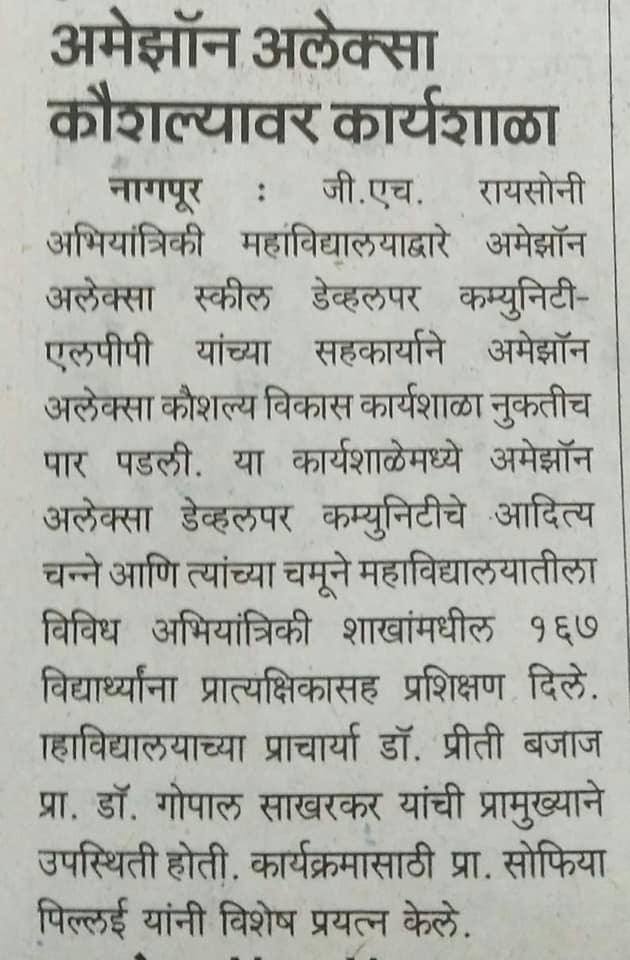 अमेझॉन अलेक्सा
कौशल्यावर कार्यशाळा
नागपूर : जी.एच. रायसोनी
अभियांत्रिकी महाविद्यालयाद्वारे अमेझॉन
अलेक्सा स्कील डेव्हलपर कम्युनिटी-
एलपीपी यांच्या सहकार्याने अमेझॉन
अलेक्सा कौशल्य विकास कार्यशाळा नुकतीच
पार पडली. या कार्यशाळेमध्ये अमेझॉन
अलेक्सा डेव्हलपर कम्युनिटीचे आदित्य
चन्ने आणि त्यांच्या चमूने महाविद्यालयातीला
विविध अभियांत्रिकी शाखांमधील १६७
विद्यार्थ्यांना प्रात्यक्षिकासह प्रशिक्षण दिले.
ाहाविद्यालयाच्या प्राचार्या डॉ. प्रीती बजाज
प्रा. डॉ. गोपाल साखरकर यांची प्रामुख्याने
उपस्थिती होती. कार्यक्रमासाठी प्रा. सोफिया
पिल्लई यांनी विशेष प्रयत्न केले.